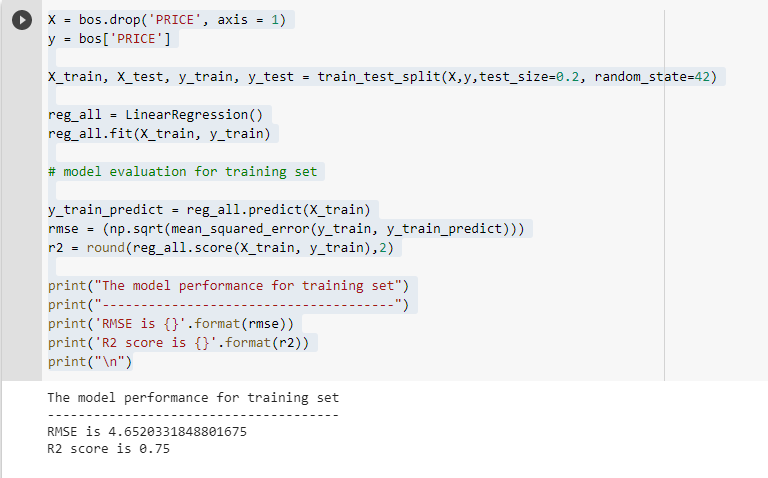 X = bos.drop('PRICE', axis = 1)
y = bos['PRICE']
X_train, X_test, y_train, y_test = train_test_split(X,y,test_size=0.2, random_state=42)
reg_all = LinearRegression()
reg_all.fit(X_train, y_train)
# model evaluation for training set
y_train_predict = reg_all.predict(X_train)
rmse = (np.sqrt(mean_squared_error(y_train, y_train_predict)))
r2 = round(reg_all.score(X_train, y_train),2)
print("The model performance for training set")
print("--------------------------------------")
print('RMSE is {}'.format(rmse))
print('R2 score is {}'.format(r2))
print("\n")
The model performance for training set
--------------------------------------
RMSE is 4.6520331848801675
R2 score is 0.75